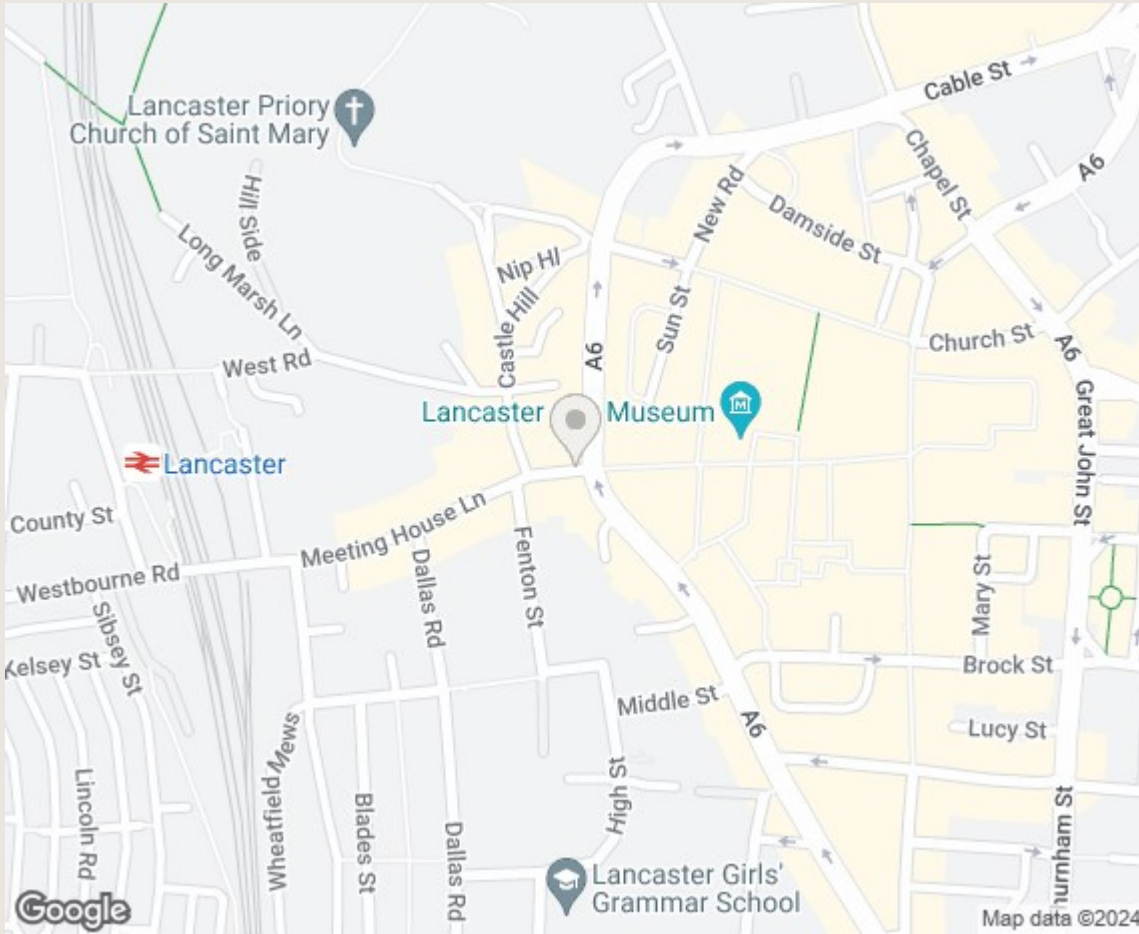 Cable St
Lancaster Priory
Church of Saint Mary
Chapel St
A6
Hill Side
New Rd
Damside St
Long Marsh Ln
Nip Hl
Castle Hill
Sun St
Church St
A6
West Rd
A6
Lancaster
Museum
Great John St
Lancaster
County St
Meeting House Ln
Fenton St
Dallas Rd
Westbourne Rd
Sibsey St
Mary St
Kelsey St
Brock St
Middle St
A6
Lucy St
Wheatfield Mews
Lincoln Rd
Blades St
Dallas Rd
High St
Lancaster Girls'
Grammar School
Google
Map data ©2024